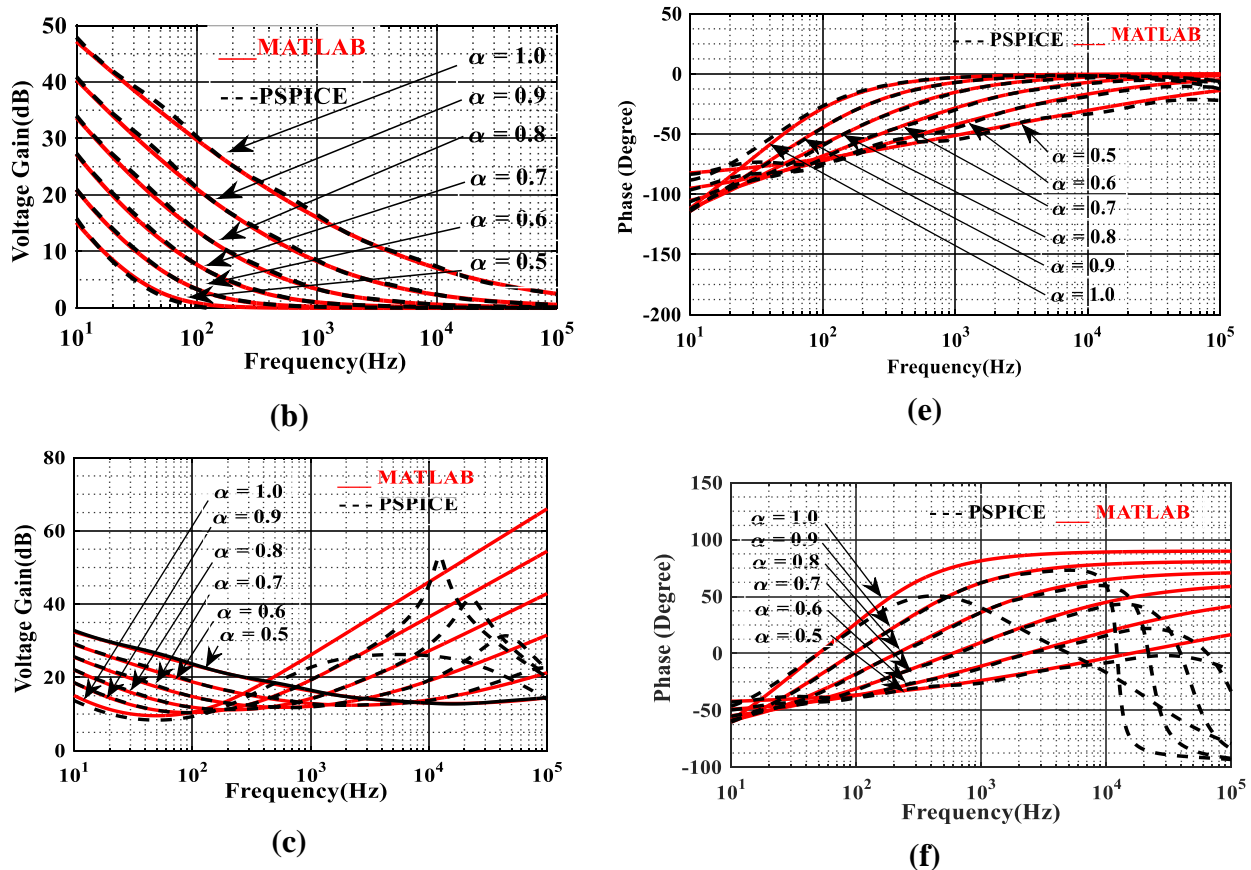 50
40
30
20
10
0
Voltage Gain(dB)
MATLAB
PSPICE
α = 1.0
α = 0.9
α = 0.8
α = 0.7
α = 0.6
α = 0.5
10^1 10^2 10^3 10^4 10^5
Frequency(Hz)
(b)
50
0
-50
-100
-150
-200
Phase (Degree)
PSPICE MATLAB
α = 0.5
α = 0.6
α = 0.7
α = 0.8
α = 0.9
α = 1.0
10^1 10^2 10^3 10^4 10^5
Frequency(Hz)
(e)
80
60
40
20
0
Voltage Gain(dB)
MATLAB
PSPICE
α = 1.0
α = 0.9
α = 0.8
α = 0.7
α = 0.6
α = 0.5
10^1 10^2 10^3 10^4 10^5
Frequency(Hz)
(c)
150
100
50
0
-50
-100
Phase (Degree)
PSPICE MATLAB
α = 1.0
α = 0.9
α = 0.8
α = 0.7
α = 0.6
α = 0.5
10^1 10^2 10^3 10^4 10^5
Frequency(Hz)
(f)